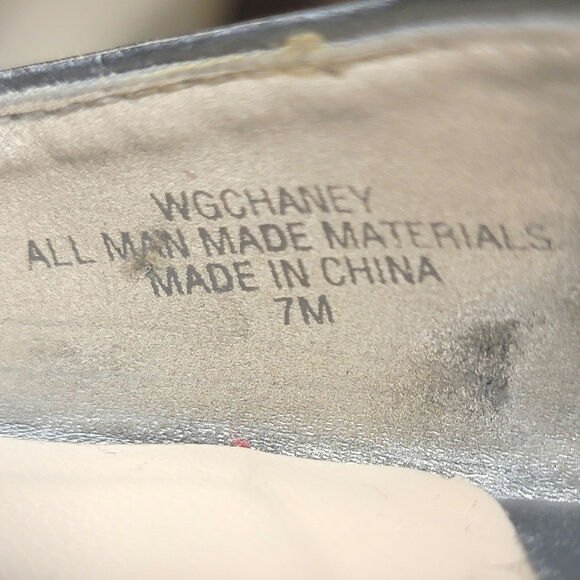 WGCHANEY
ALL MAN MADE MATERIALS
MADE IN CHINA
7M